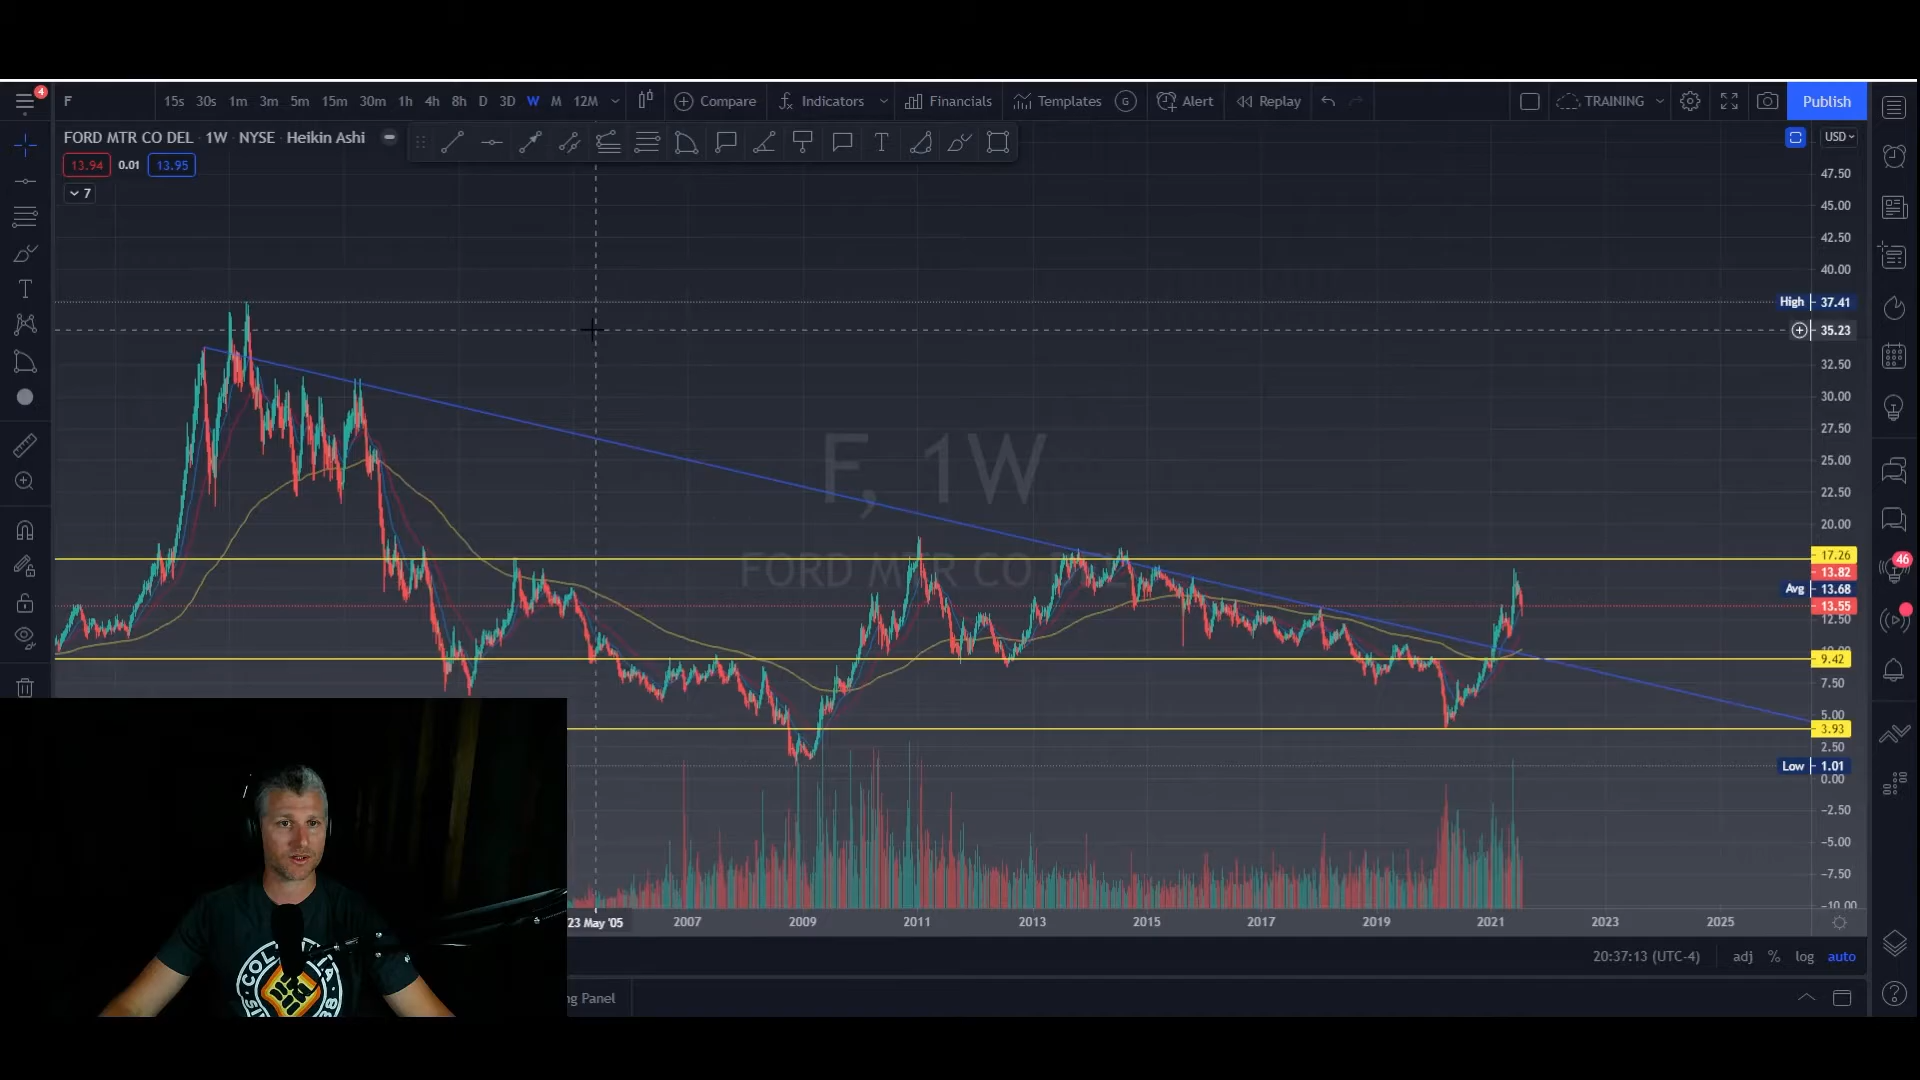 4
F
15s 30s 1m 3m 5m 15m 30m 1h 4h 8h D 3D W M 12M
Compare
Indicators
Financials
Templates
G
Alert
Replay
TRAINING
Publish
FORD MTR CO DEL · 1W · NYSE · Heikin Ashi
T
USD
13.94 0.01 13.95
7
47.50
45.00
42.50
40.00
High 37.41
35.23
32.50
30.00
27.50
25.00
22.50
20.00
17.26
13.82
Avg 13.68
13.55
12.50
10.00
9.42
7.50
5.00
3.93
2.50
Low 1.01
0.00
-2.50
-5.00
-7.50
-10.00
F, 1W
FORD MTR CO
T
46
23 May '05 2007 2009 2011 2013 2015 2017 2019 2021 2023 2025
20:37:13 (UTC-4) adj % log auto
ng Panel